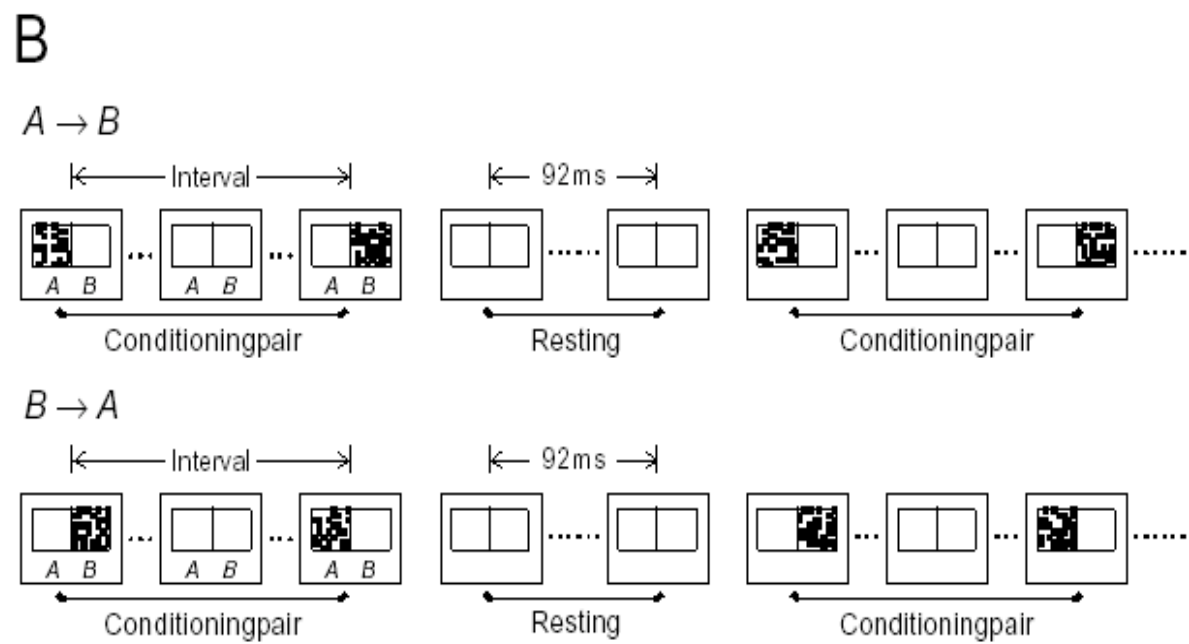 B
A → B
Interval 92ms
A B A B A B
Conditioningpair Resting Conditioningpair
B → A
Interval 92ms
A B A B A B
Conditioningpair Resting Conditioningpair